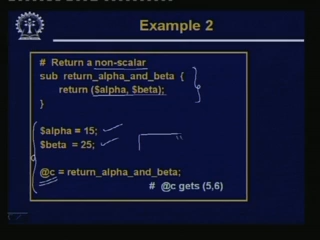 Example 2
# Return a non-scalar
sub return_alpha_and_beta {
return ($alpha, $beta);
}
$alpha = 15;
$beta = 25;
@c = return_alpha_and_beta;
# @c gets (5,6)